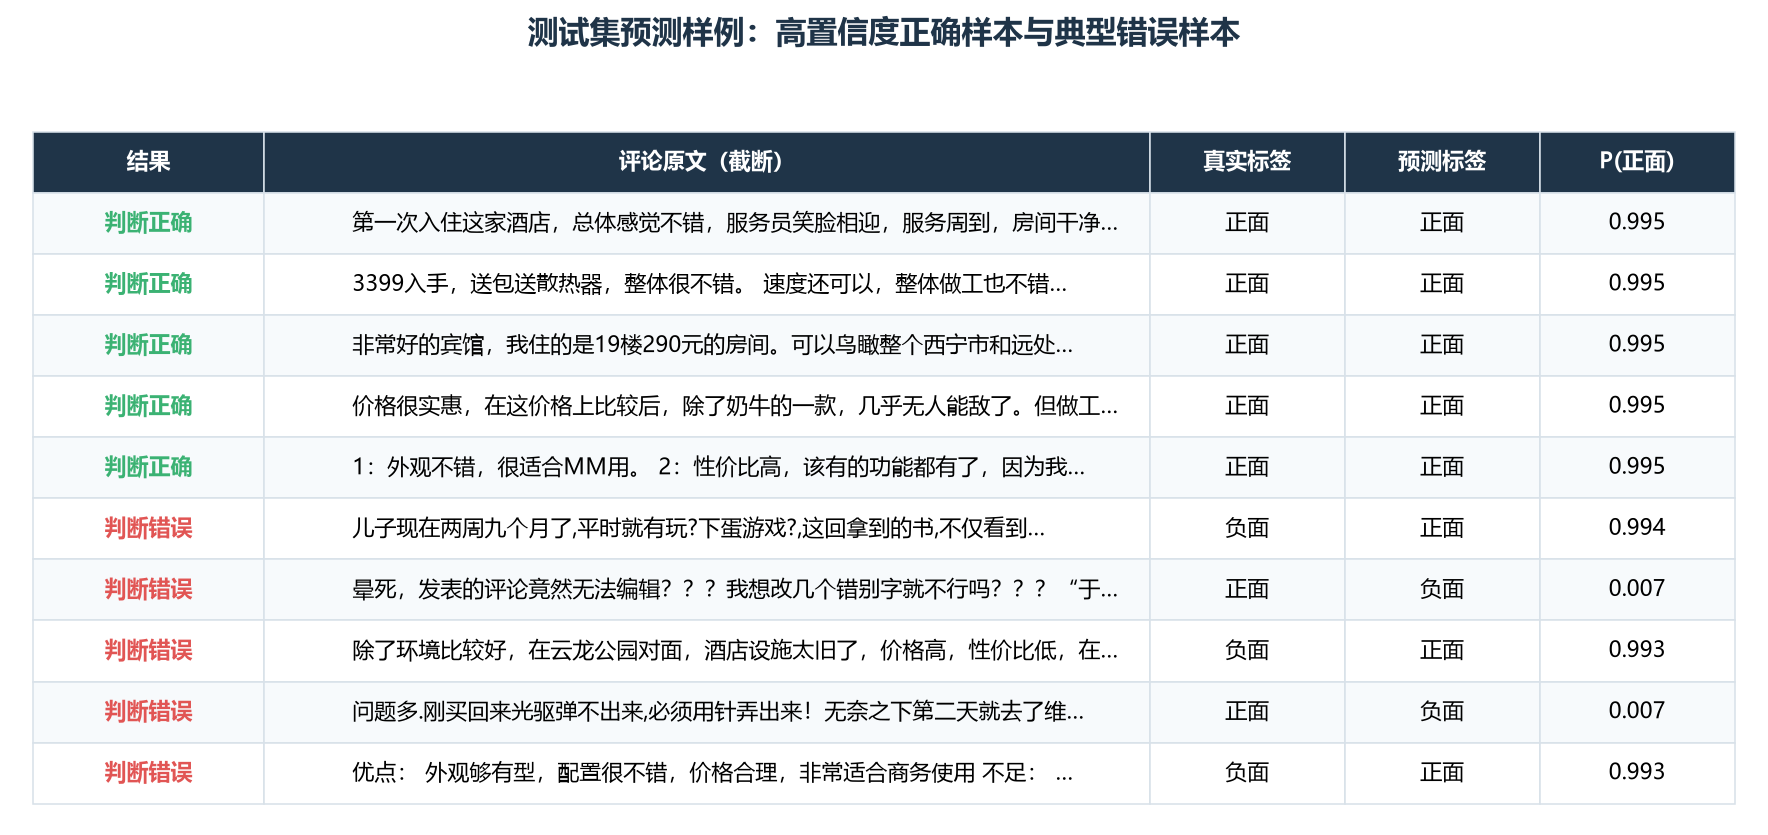 测试集预测样例：高置信度正确样本与典型错误样本
结果 评论原文（截断） 真实标签 预测标签 P(正面)
判断正确 第一次入住这家酒店，总体感觉不错，服务员笑脸相迎，服务周到，房间干净... 正面 正面 0.995
判断正确 3399入手，送包送散热器，整体很不错。 速度还可以，整体做工也不错... 正面 正面 0.995
判断正确 非常好的宾馆，我住的是19楼290元的房间。可以鸟瞰整个西宁市和远处... 正面 正面 0.995
判断正确 价格很实惠，在这价格上比较后，除了奶牛的一款，几乎无人能敌了。但做工... 正面 正面 0.995
判断正确 1：外观不错，很适合MM用。 2：性价比高，该有的功能都有了，因为我... 正面 正面 0.995
判断错误 儿子现在两周九个月了,平时就有玩?下蛋游戏?,这回拿到的书,不仅看到... 负面 正面 0.994
判断错误 晕死，发表的评论竟然无法编辑？？？我想改几个错别字就不行吗？？？ “于... 正面 负面 0.007
判断错误 除了环境比较好，在云龙公园对面，酒店设施太旧了，价格高，性价比低，在... 负面 正面 0.993
判断错误 问题多.刚买回来光驱弹不出来,必须用针弄出来！无奈之下第二天就去了维... 正面 负面 0.007
判断错误 优点： 外观够有型，配置很不错，价格合理，非常适合商务使用 不足： ... 负面 正面 0.993